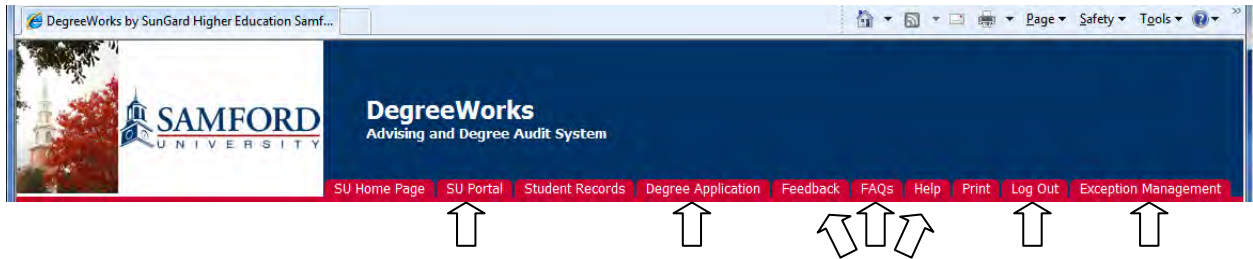 DegreeWorks by SunGard Higher Education Samf...
Page Safety Tools
SAMFORD
UNIVERSITY
DegreeWorks
Advising and Degree Audit System
SU Home Page SU Portal Student Records Degree Application Feedback FAQs Help Print Log Out Exception Management